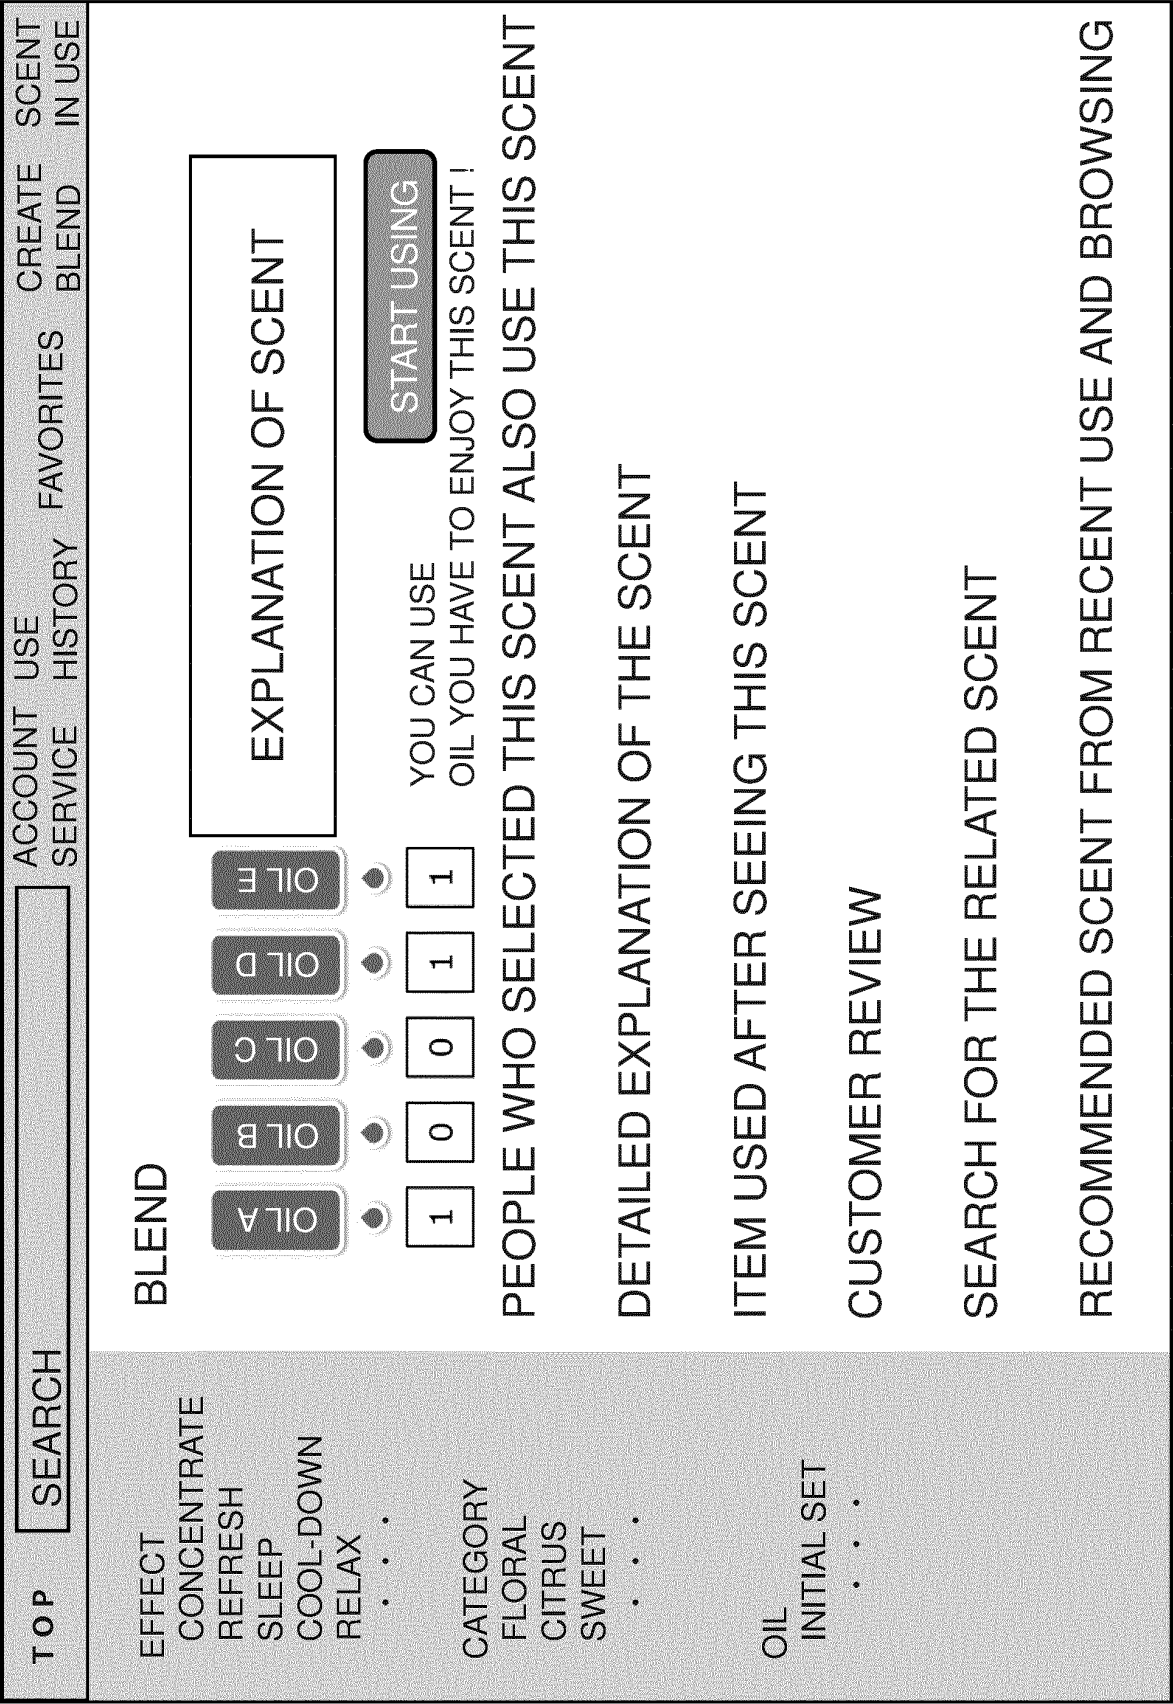 TOP
SEARCH
ACCOUNT
SERVICE
USE
HISTORY
FAVORITES
CREATE
BLEND
SCENT
IN USE
EFFECT
CONCENTRATE
REFRESH
SLEEP
COOL-DOWN
RELAX
. . .
CATEGORY
FLORAL
CITRUS
SWEET
. . .
OIL
INITIAL SET
. . .
BLEND
OIL A
OIL B
OIL C
OIL D
OIL E
1
0
0
1
1
EXPLANATION OF SCENT
START USING
YOU CAN USE
OIL YOU HAVE TO ENJOY THIS SCENT !
PEOPLE WHO SELECTED THIS SCENT ALSO USE THIS SCENT
DETAILED EXPLANATION OF THE SCENT
ITEM USED AFTER SEEING THIS SCENT
CUSTOMER REVIEW
SEARCH FOR THE RELATED SCENT
RECOMMENDED SCENT FROM RECENT USE AND BROWSING